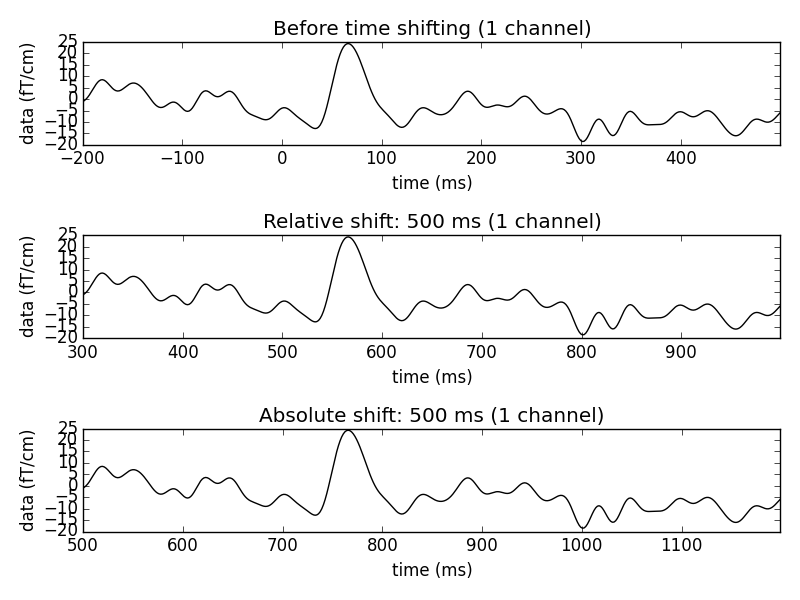 Before time shifting (1 channel)
data (fT/cm)
25
20
15
10
5
0
−5
−10
−15
−20
−200 −100 0 100 200 300 400
time (ms)
Relative shift: 500 ms (1 channel)
data (fT/cm)
25
20
15
10
5
0
−5
−10
−15
−20
300 400 500 600 700 800 900
time (ms)
Absolute shift: 500 ms (1 channel)
data (fT/cm)
25
20
15
10
5
0
−5
−10
−15
−20
500 600 700 800 900 1000 1100
time (ms)